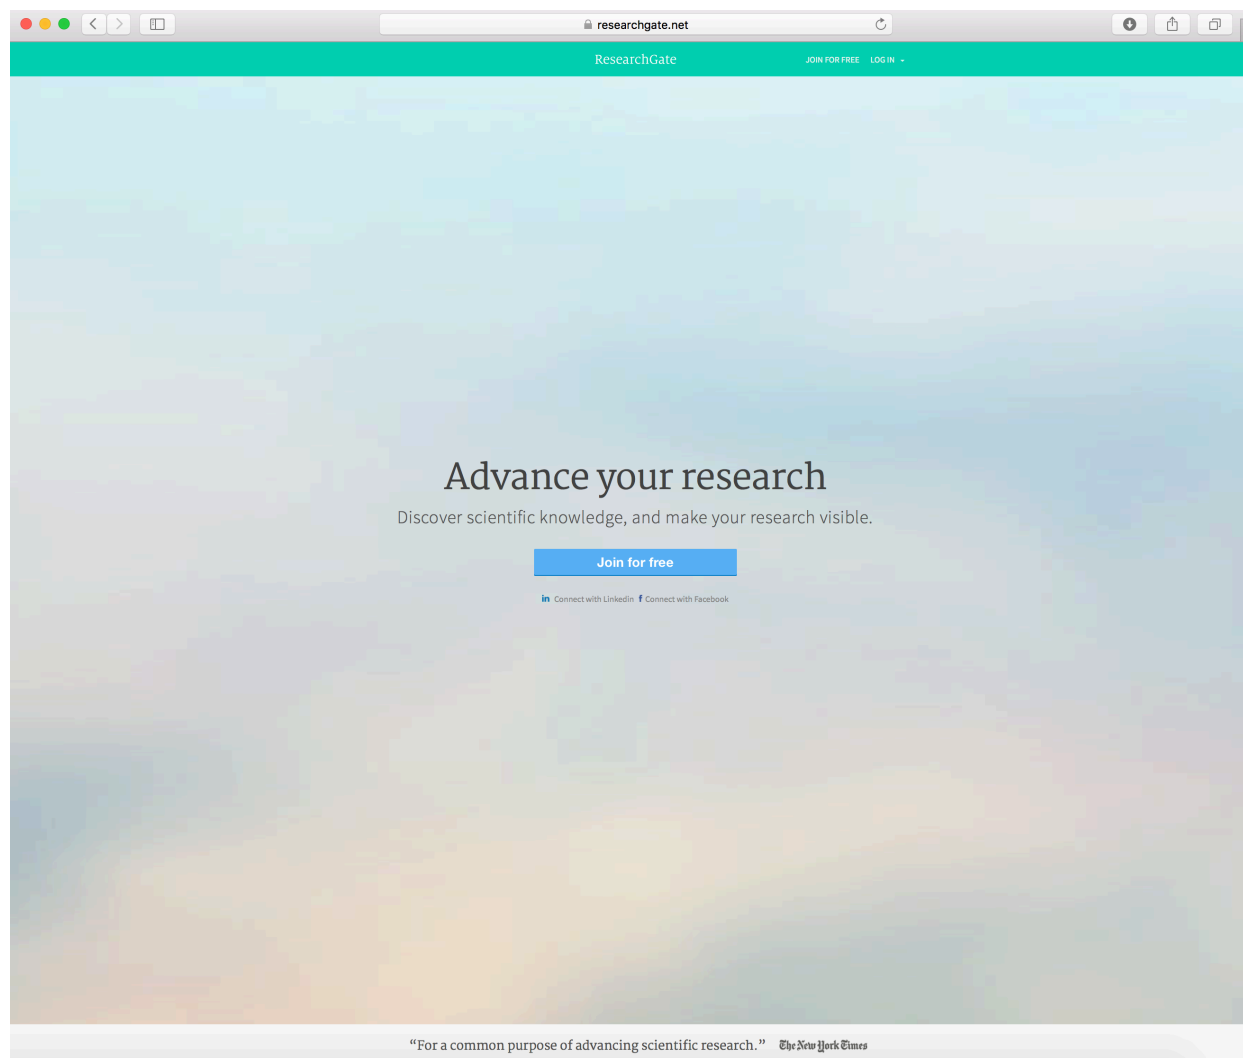 researchgate.net
ResearchGate JOIN FOR FREE LOG IN
Advance your research
Discover scientific knowledge, and make your research visible.
Join for free
in Connect with Linkedin f Connect with Facebook
“For a common purpose of advancing scientific research.” The New York Times